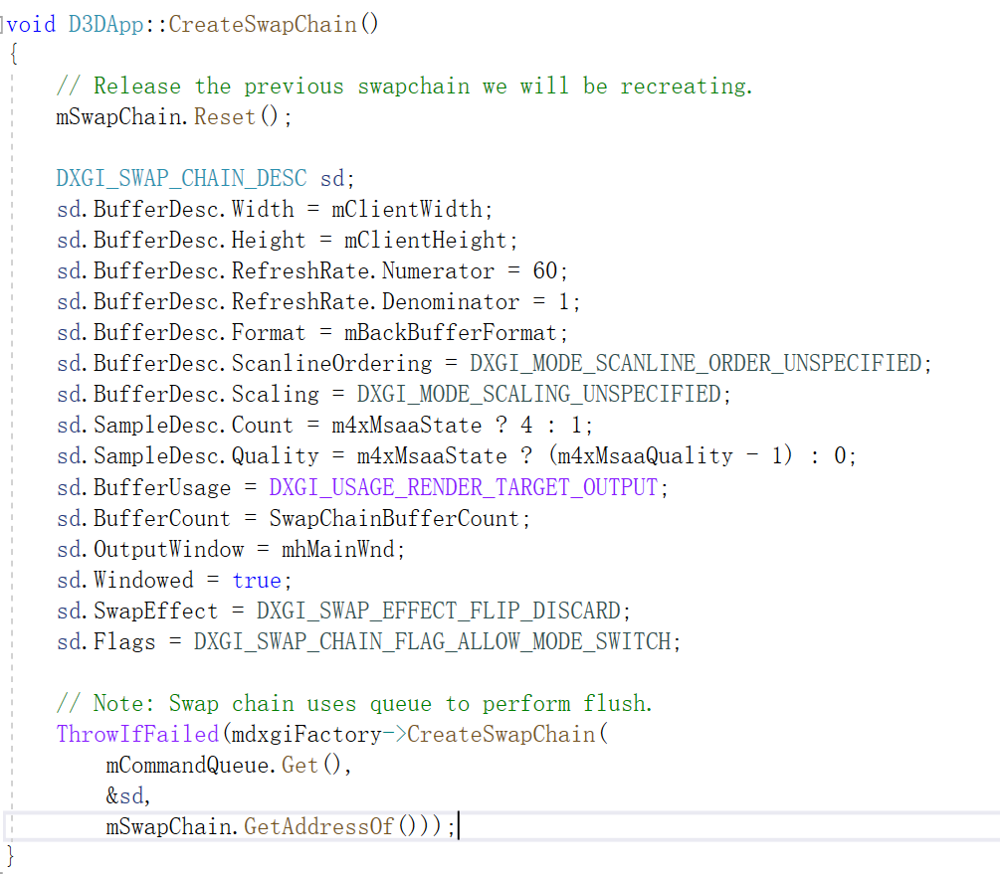 void D3DApp::CreateSwapChain()
{
    // Release the previous swapchain we will be recreating.
    mSwapChain.Reset();

    DXGI_SWAP_CHAIN_DESC sd;
    sd.BufferDesc.Width = mClientWidth;
    sd.BufferDesc.Height = mClientHeight;
    sd.BufferDesc.RefreshRate.Numerator = 60;
    sd.BufferDesc.RefreshRate.Denominator = 1;
    sd.BufferDesc.Format = mBackBufferFormat;
    sd.BufferDesc.ScanlineOrdering = DXGI_MODE_SCANLINE_ORDER_UNSPECIFIED;
    sd.BufferDesc.Scaling = DXGI_MODE_SCALING_UNSPECIFIED;
    sd.SampleDesc.Count = m4xMsaaState ? 4 : 1;
    sd.SampleDesc.Quality = m4xMsaaState ? (m4xMsaaQuality - 1) : 0;
    sd.BufferUsage = DXGI_USAGE_RENDER_TARGET_OUTPUT;
    sd.BufferCount = SwapChainBufferCount;
    sd.OutputWindow = mhMainWnd;
    sd.Windowed = true;
    sd.SwapEffect = DXGI_SWAP_EFFECT_FLIP_DISCARD;
    sd.Flags = DXGI_SWAP_CHAIN_FLAG_ALLOW_MODE_SWITCH;

    // Note: Swap chain uses queue to perform flush.
    ThrowIfFailed(mdxgiFactory->CreateSwapChain(
        mCommandQueue.Get(),
        &sd,
        mSwapChain.GetAddressOf()));
}